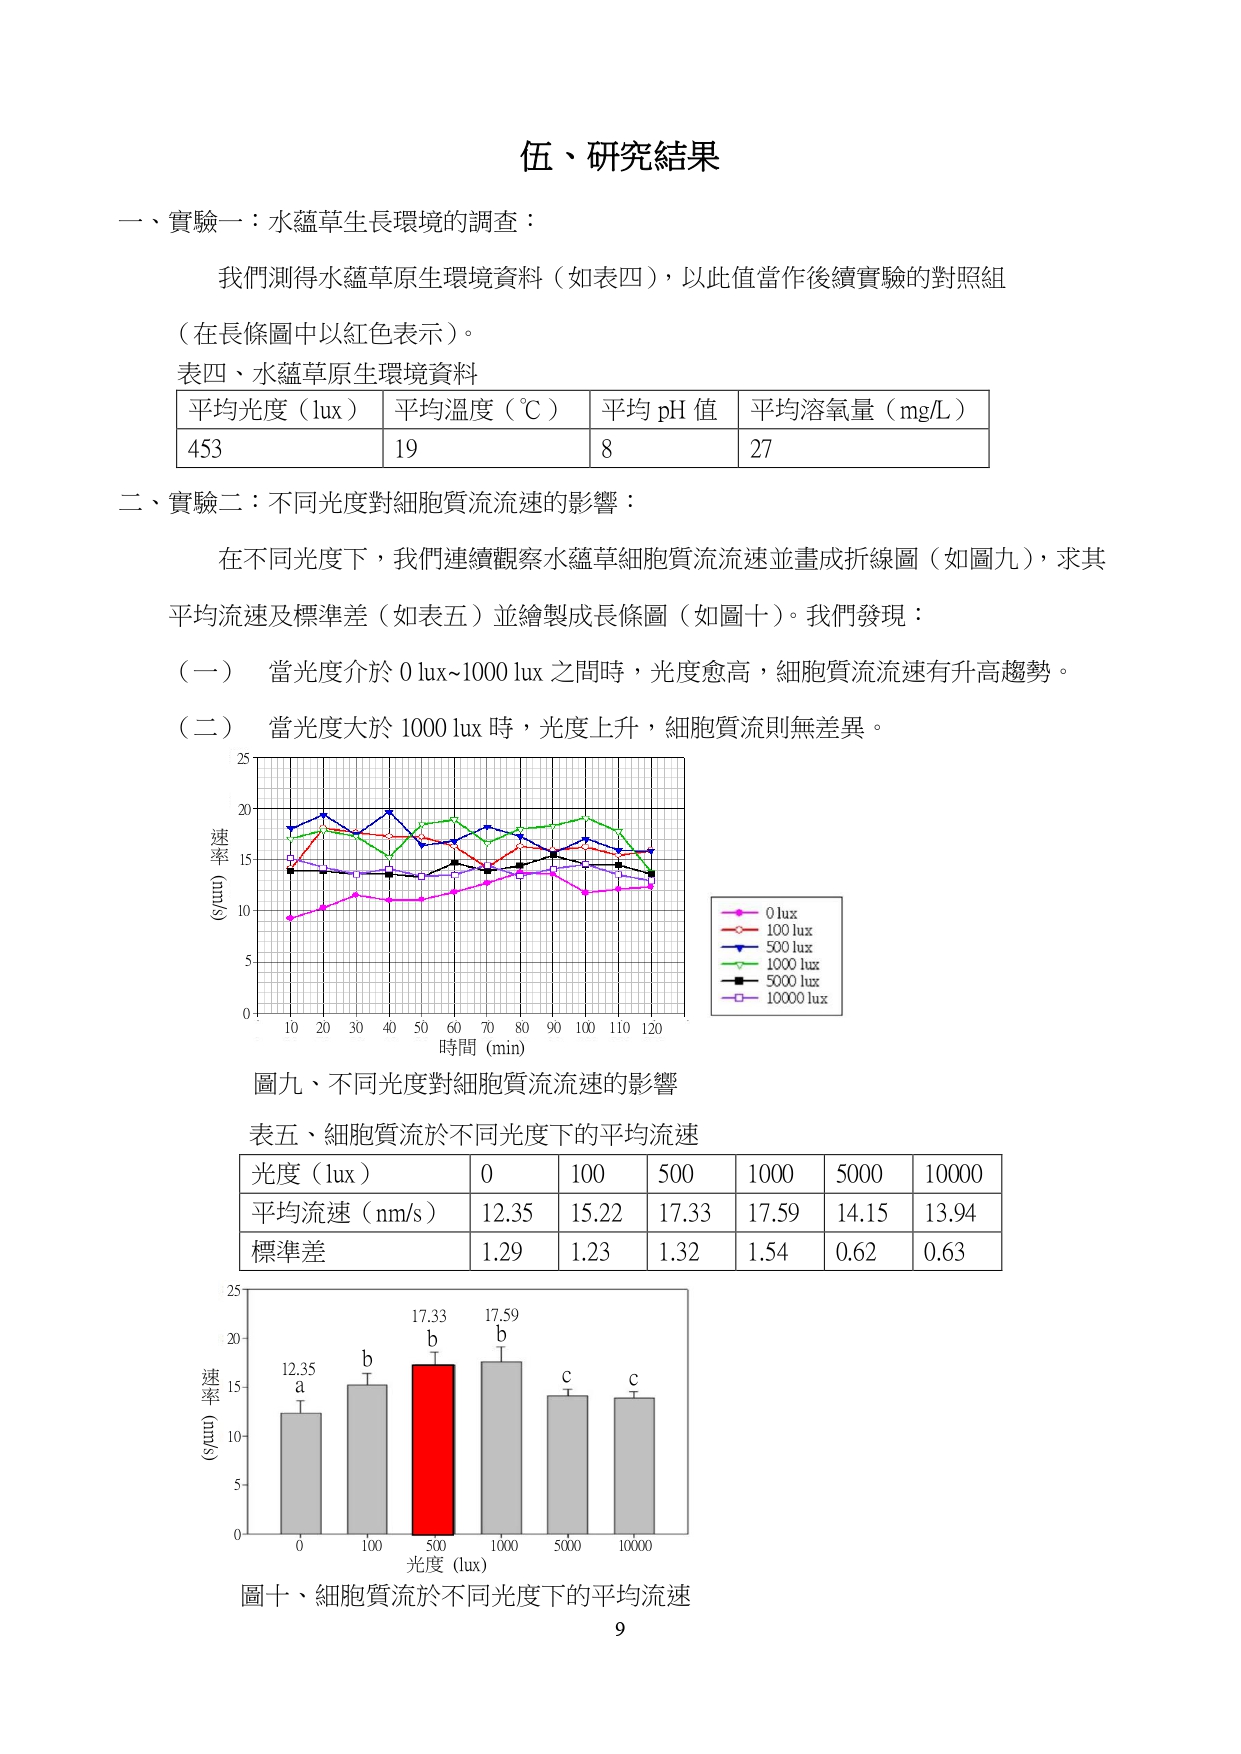 伍、研究結果
一、實驗一：水蘊草生長環境的調查：
我們測得水蘊草原生環境資料（如表四），以此值當作後續實驗的對照組
（在長條圖中以紅色表示）。
表四、水蘊草原生環境資料
平均光度（lux） 平均溫度（℃） 平均 pH 值 平均溶氧量（mg/L）
453 19 8 27
二、實驗二：不同光度對細胞質流流速的影響：
在不同光度下，我們連續觀察水蘊草細胞質流流速並畫成折線圖（如圖九），求其
平均流速及標準差（如表五）並繪製成長條圖（如圖十）。我們發現：
（一） 當光度介於 0 lux~1000 lux 之間時，光度愈高，細胞質流流速有升高趨勢。
（二） 當光度大於 1000 lux 時，光度上升，細胞質流則無差異。
25
20
15
10
5
0
速率 (nm/s)
10 20 30 40 50 60 70 80 90 100 110 120
時間 (min)
0 lux
100 lux
500 lux
1000 lux
5000 lux
10000 lux
圖九、不同光度對細胞質流流速的影響
表五、細胞質流於不同光度下的平均流速
光度（lux） 0 100 500 1000 5000 10000
平均流速（nm/s） 12.35 15.22 17.33 17.59 14.15 13.94
標準差 1.29 1.23 1.32 1.54 0.62 0.63
25
20
15
10
5
0
速率 (nm/s)
17.33 17.59
b b
12.35 b
a c c
0 100 500 1000 5000 10000
光度 (lux)
圖十、細胞質流於不同光度下的平均流速
9